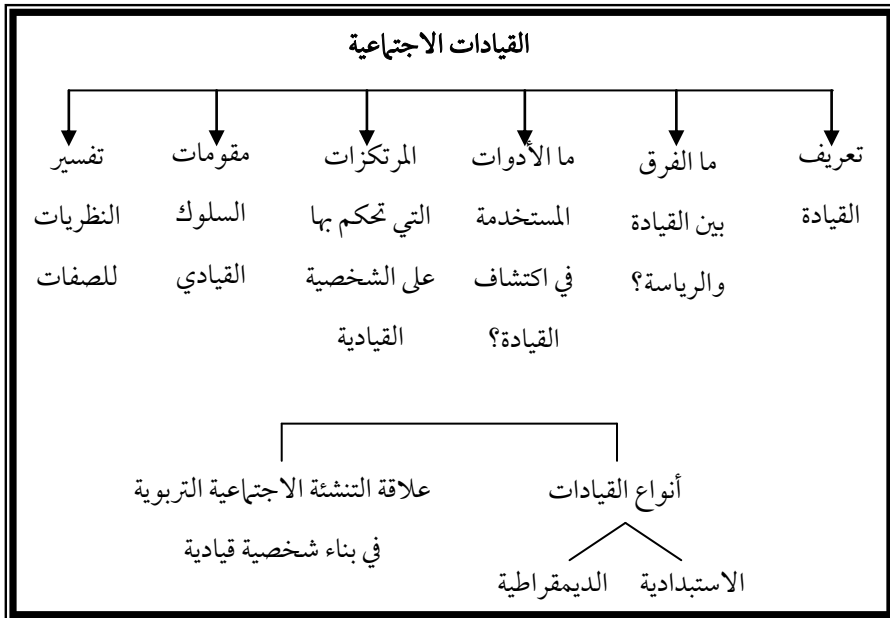 القيادات الاجتماعية
تعريف
القيادة
ما الفرق
بين القيادة
والرياسة؟
ما الأدوات
المستخدمة
في اكتشاف
القيادة؟
المرتكزات
التي تحكم بها
على الشخصية
القيادية
مقومات
السلوك
القيادي
تفسير
النظريات
للصفات
أنواع القيادات
الاستبدادية
الديمقراطية
علاقة التنشئة الاجتماعية التربوية
في بناء شخصية قيادية